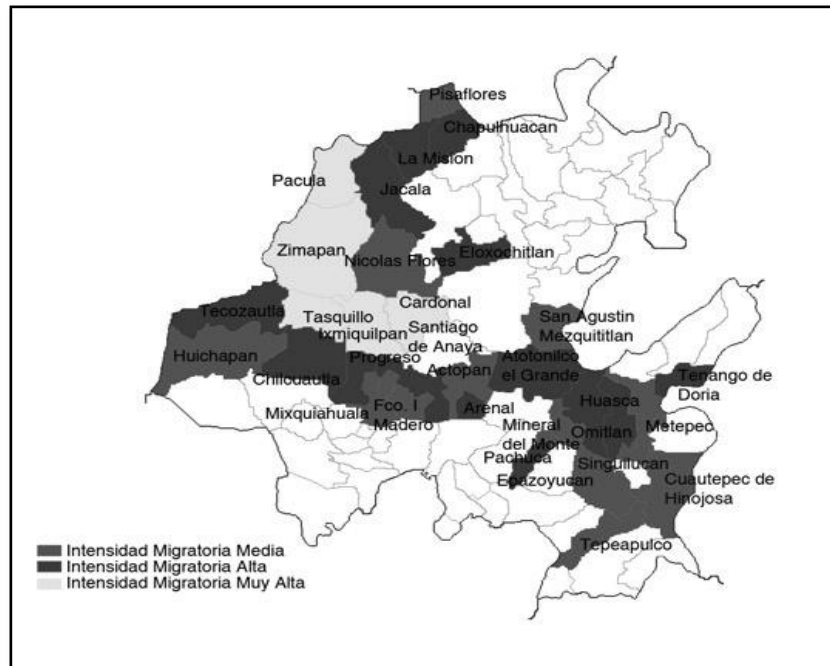 Pisaflores
Chapulhuacan
La Mision
Pacula
Jacala
Zimapan
Nicolas Flores
Eloxochitlan
Cardonal
Tecozautla
Tasquillo
Ixmiquilpan
Santiago
de Anaya
San Agustin
Mezquititlan
Huichapan
Progreso
Chilcuautla
Actopan
Atotonilco
el Grande
Tenango de
Doria
Mixquiahuala
Fco. I
Madero
Arenal
Huasca
Mineral
del Monte
Omitlan
Metepec
Pachuca
Singuilucan
Epazoyucan
Cuautepec de
Hinojosa
Tepeapulco
Intensidad Migratoria Media
Intensidad Migratoria Alta
Intensidad Migratoria Muy Alta